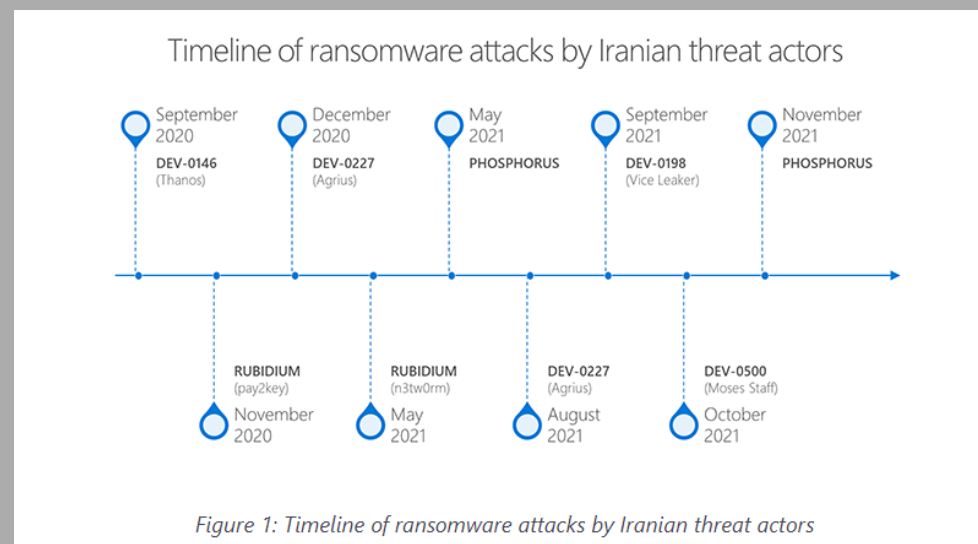 Timeline of ransomware attacks by Iranian threat actors
September
2020
DEV-0146
(Thanos)
December
2020
DEV-0227
(Agrius)
May
2021
PHOSPHORUS
September
2021
DEV-0198
(Vice Leaker)
November
2021
PHOSPHORUS
RUBIDIUM
(pay2key)
November
2020
RUBIDIUM
(n3tw0rm)
May
2021
DEV-0227
(Agrius)
August
2021
DEV-0500
(Moses Staff)
October
2021
Figure 1: Timeline of ransomware attacks by Iranian threat actors